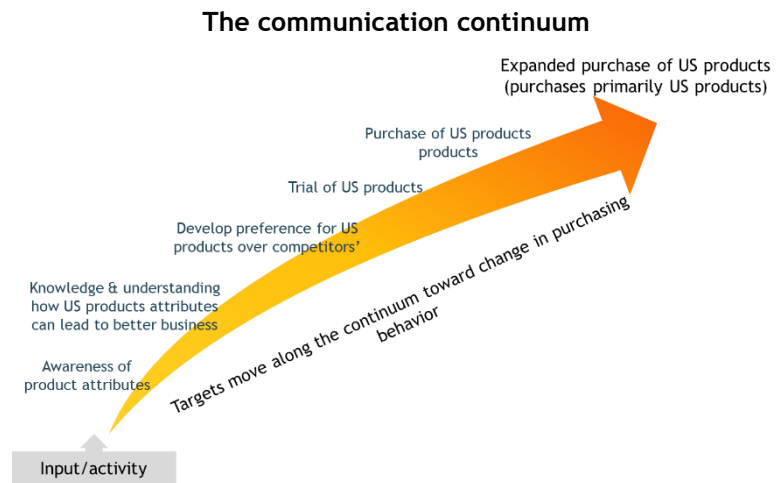 The communication continuum
Expanded purchase of US products
(purchases primarily US products)
Purchase of US products
products
Trial of US products
Develop preference for US
products over competitors’
Knowledge & understanding
how US products attributes
can lead to better business
Awareness of
product attributes
Targets move along the continuum toward change in purchasing
behavior
Input/activity